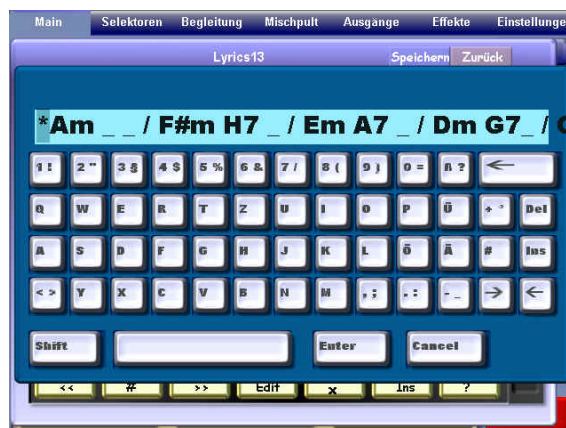 Main Selektoren Begleitung Mischpult Ausgänge Effekte Einstellunge
Lyrics13 Speichern Zurück
*Am _ _ / F#m H7 _ / Em A7 _ / Dm G7_ /
1 ! 2 " 3 § 4 $ 5 % 6 & 7 / 8 ( 9 ) 0 = ß ? ←
Q W E R T Z U I O P Ü + * Del
A S D F G H J K L Ö Ä # Ins
< > Y X C V B N M , ; . : - _ → ←
Shift Enter Cancel
<< # >> Edit x Ins ?